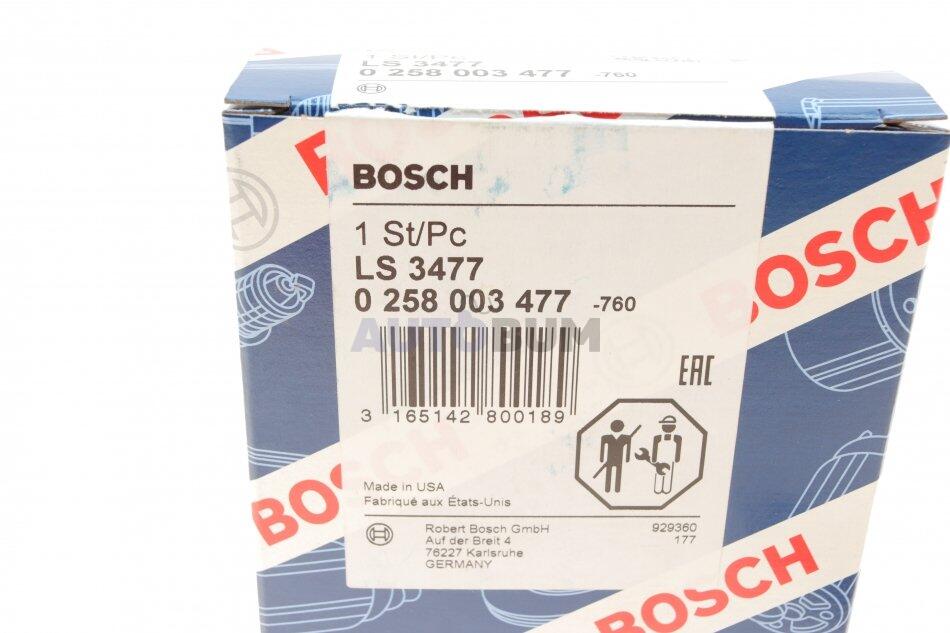 1 St/Pc
LS 3477
0 258 003 477 -760
BOSCH
1 St/Pc
LS 3477
0 258 003 477 -760
AUTOBUM
3 165142 800189
EAC
Made in USA
Fabriqué aux États-Unis
Robert Bosch GmbH
Auf der Breit 4
76227 Karlsruhe
GERMANY
929360
177
BOSCH
BOSCH
BOSCH